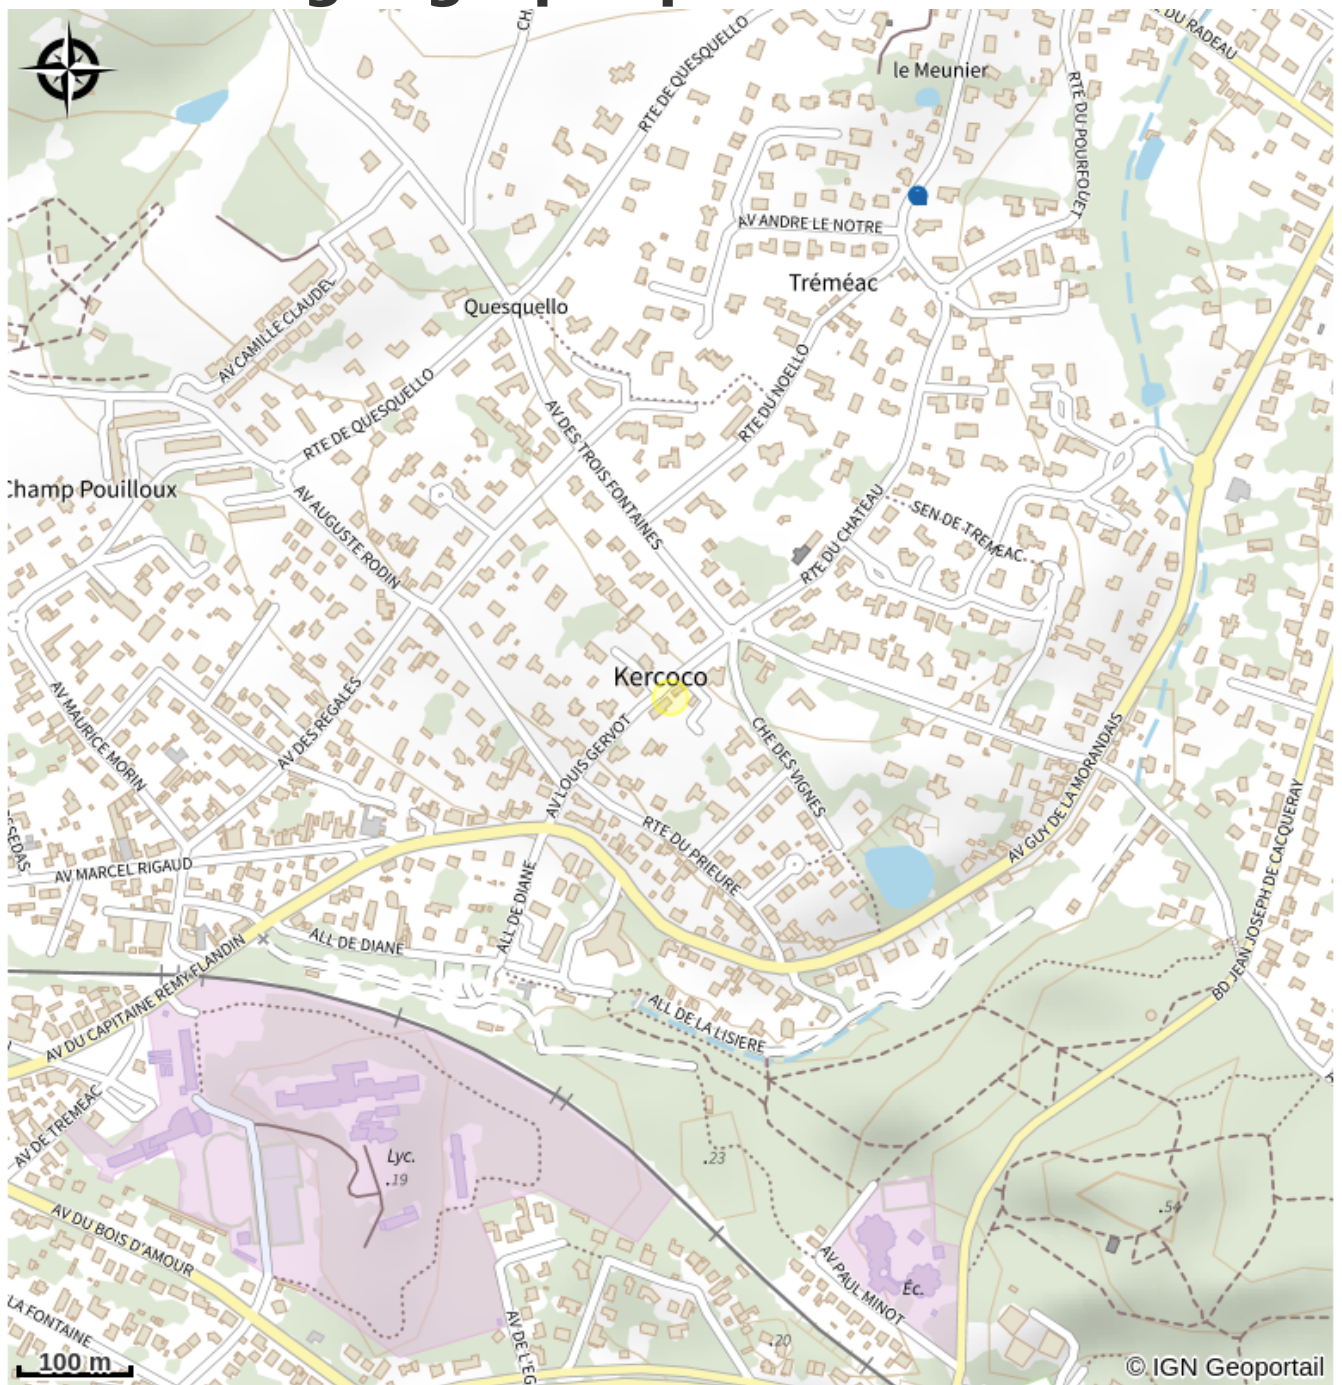 CH
RTE DE QUESQUELLO
le Meunier
DU RADEAU
RTE DU POURFOUET
AV ANDRE LE NOTRE
Tréméac
Quesquello
AV CAMILLE CLAUDEL
RTE DE QUESQUELLO
AV DES TROIS FONTAINES
RTE DU NOELLO
Champ Pouilloux
AV AUGUSTE RODIN
RTE DU CHATEAU
SEN DE TREMEAC
Kercoco
AV MAURICE MORIN
AV DES REGALES
AV LOUIS GERVOT
CHE DES VIGNES
AV GUY DE LA MORANDAIS
BD JEAN JOSEPH DE CACQUERAY
ESEDAS
AV MARCEL RIGAUD
RTE DU PRIEURE
ALL DE DIANE
ALL DE DIANE
AV DU CAPITAINE REMY FLANDIN
ALL DE LA LISIERE
AV DE TREMEAC
Lyc.
.19
.23
.54
AV DU BOIS D'AMOUR
AV PAUL MINOT
Éc.
LA FONTAINE
AV DE L'EG
.20
100 m
© IGN Geoportail